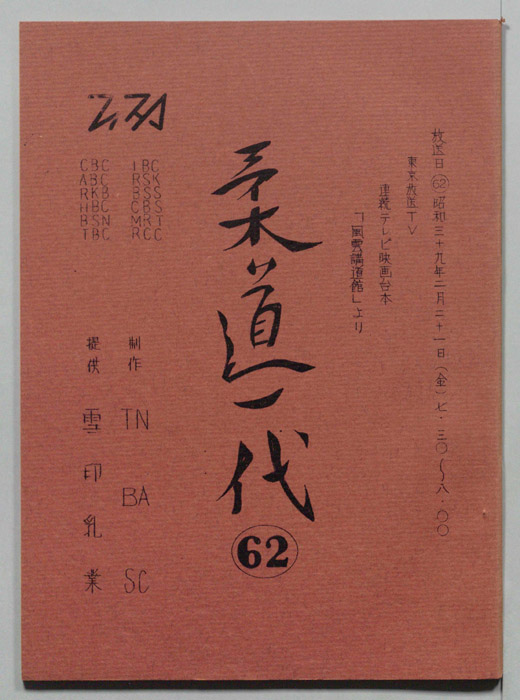 放送日 62 昭和三十九年二月二十一日(金)七・三〇〜八・〇〇
東京放送TV
連続テレビ映画台本
「風雲講道館」より
柔道一代
62
CBC IBC
ABC RSK
RKB BSS
HBC
BSN
TBC RCC
制作 TN BA SC
提供 雪印乳業